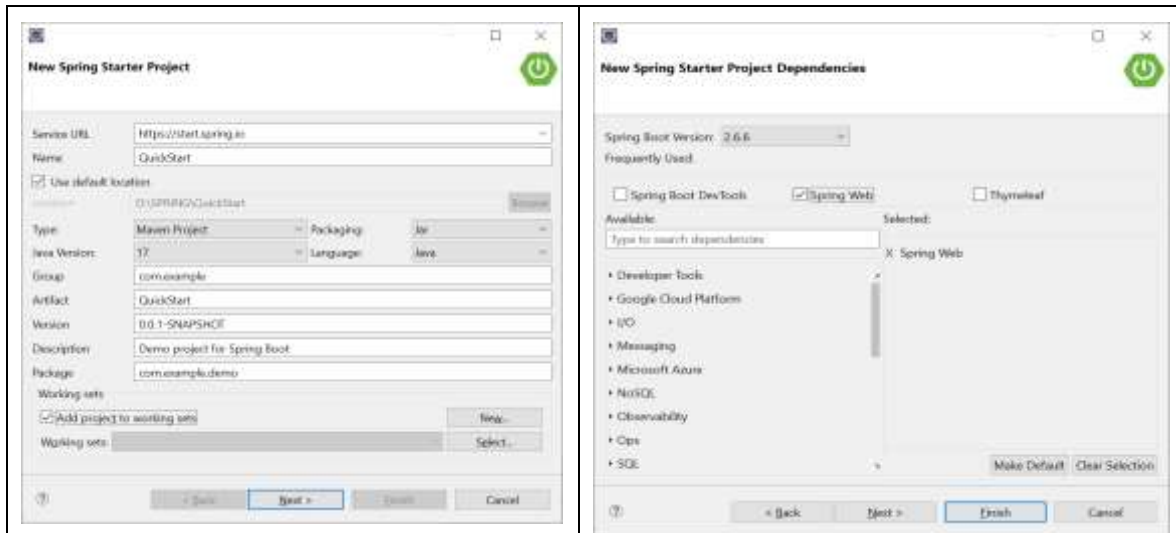 New Spring Starter Project
Service URL https://start.spring.io
Name QuickStart
Use default location
D:\SPRING\QuickStart Browse
Type: Maven Project Packaging: Jar
Java Version: 17 Language: Java
Group com.example
Artifact QuickStart
Version 0.0.1-SNAPSHOT
Description Demo project for Spring Boot
Package com.example.demo
Working sets
Add project to working sets New...
Working sets: Select...
? < Back Next > Finish Cancel
New Spring Starter Project Dependencies
Spring Boot Version: 2.6.6
Frequently Used:
Spring Boot DevTools Spring Web Thymeleaf
Available: Selected:
Type to search dependencies
X Spring Web
Developer Tools
Google Cloud Platform
I/O
Messaging
Microsoft Azure
NoSQL
Observability
Ops
SQL
Make Default Clear Selection
? < Back Next > Finish Cancel